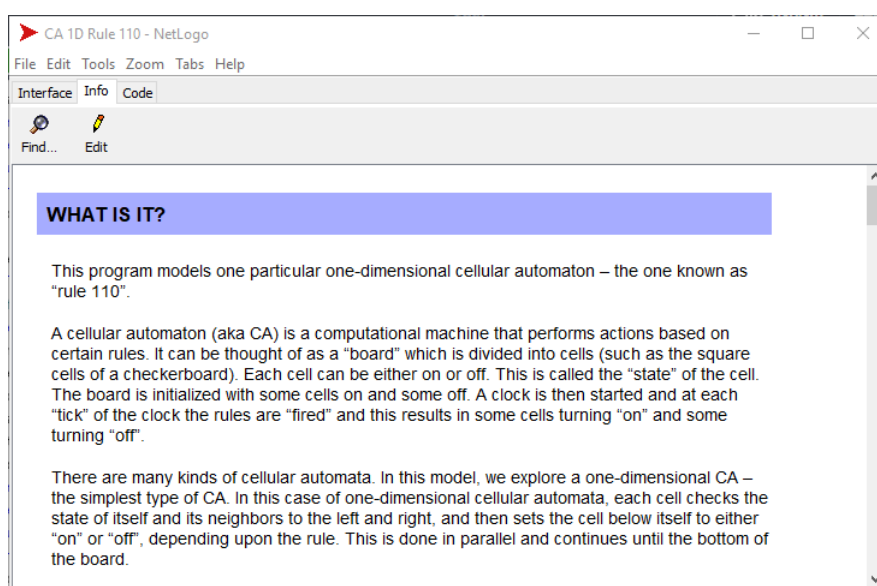 CA 1D Rule 110 - NetLogo
File Edit Tools Zoom Tabs Help
Interface Info Code
Find... Edit
WHAT IS IT?
This program models one particular one-dimensional cellular automaton – the one known as
“rule 110”.
A cellular automaton (aka CA) is a computational machine that performs actions based on
certain rules. It can be thought of as a “board” which is divided into cells (such as the square
cells of a checkerboard). Each cell can be either on or off. This is called the “state” of the cell.
The board is initialized with some cells on and some off. A clock is then started and at each
“tick” of the clock the rules are “fired” and this results in some cells turning “on” and some
turning “off”.
There are many kinds of cellular automata. In this model, we explore a one-dimensional CA –
the simplest type of CA. In this case of one-dimensional cellular automata, each cell checks the
state of itself and its neighbors to the left and right, and then sets the cell below itself to either
“on” or “off”, depending upon the rule. This is done in parallel and continues until the bottom of
the board.